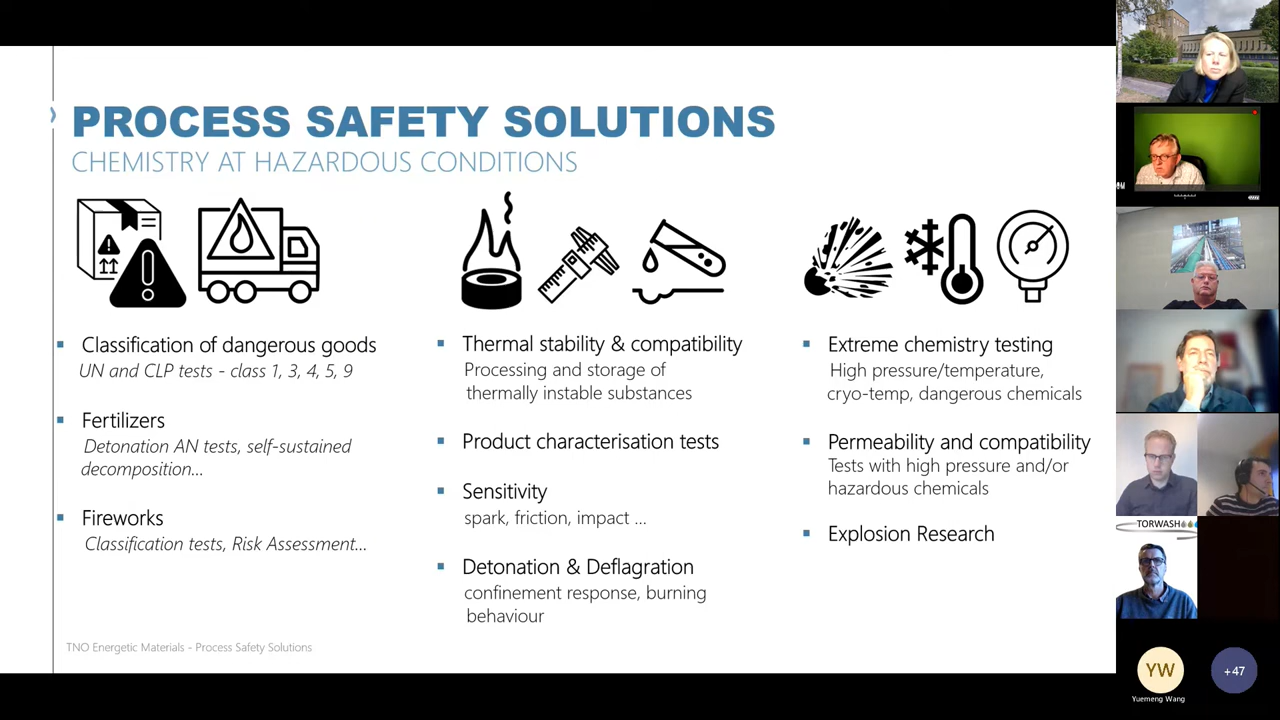 PROCESS SAFETY SOLUTIONS
CHEMISTRY AT HAZARDOUS CONDITIONS
Classification of dangerous goods
UN and CLP tests - class 1, 3, 4, 5, 9
Fertilizers
Detonation AN tests, self-sustained
decomposition...
Fireworks
Classification tests, Risk Assessment...
Thermal stability & compatibility
Processing and storage of
thermally instable substances
Product characterisation tests
Sensitivity
spark, friction, impact ...
Detonation & Deflagration
confinement response, burning
behaviour
Extreme chemistry testing
High pressure/temperature,
cryo-temp, dangerous chemicals
Permeability and compatibility
Tests with high pressure and/or
hazardous chemicals
Explosion Research
TNO Energetic Materials - Process Safety Solutions
TORWASH
YW
Yuemeng Wang
+47